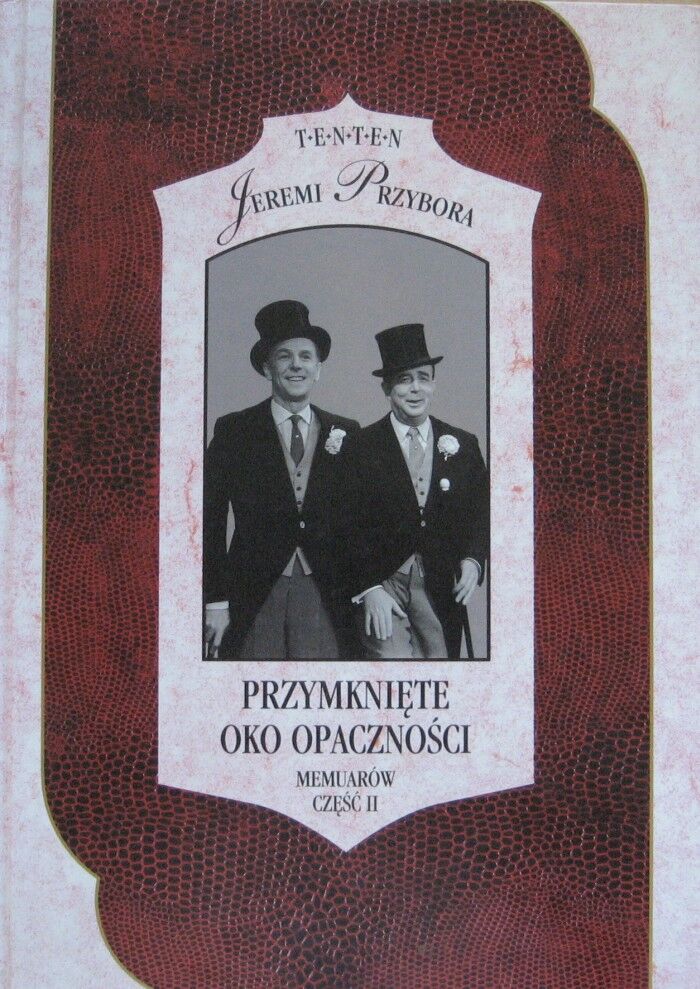 T•E•N•T•E•N
JEREMI PRZYBORA
PRZYMKNIĘTE
OKO OPACZNOŚCI
MEMUARÓW
CZĘŚĆ II